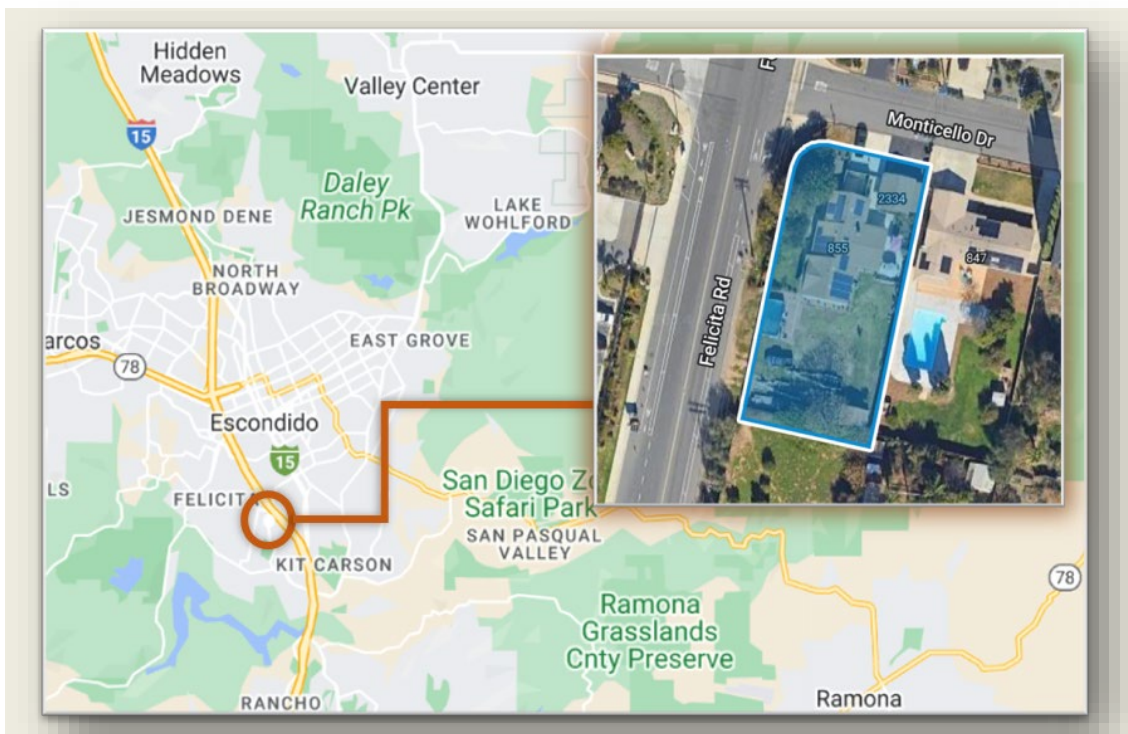 Hidden
Meadows
Valley Center
15
Daley
Ranch Pk
LAKE
WOHLFORD
JESMOND DENE
NORTH
BROADWAY
arcos
78
EAST GROVE
Escondido
15
LS
FELICITA
San Diego Zo
Safari Park
SAN PASQUAL
VALLEY
KIT CARSON
78
Ramona
Grasslands
Cnty Preserve
RANCHO
Ramona
F
Monticello Dr
2334
855
847
Felicita Rd